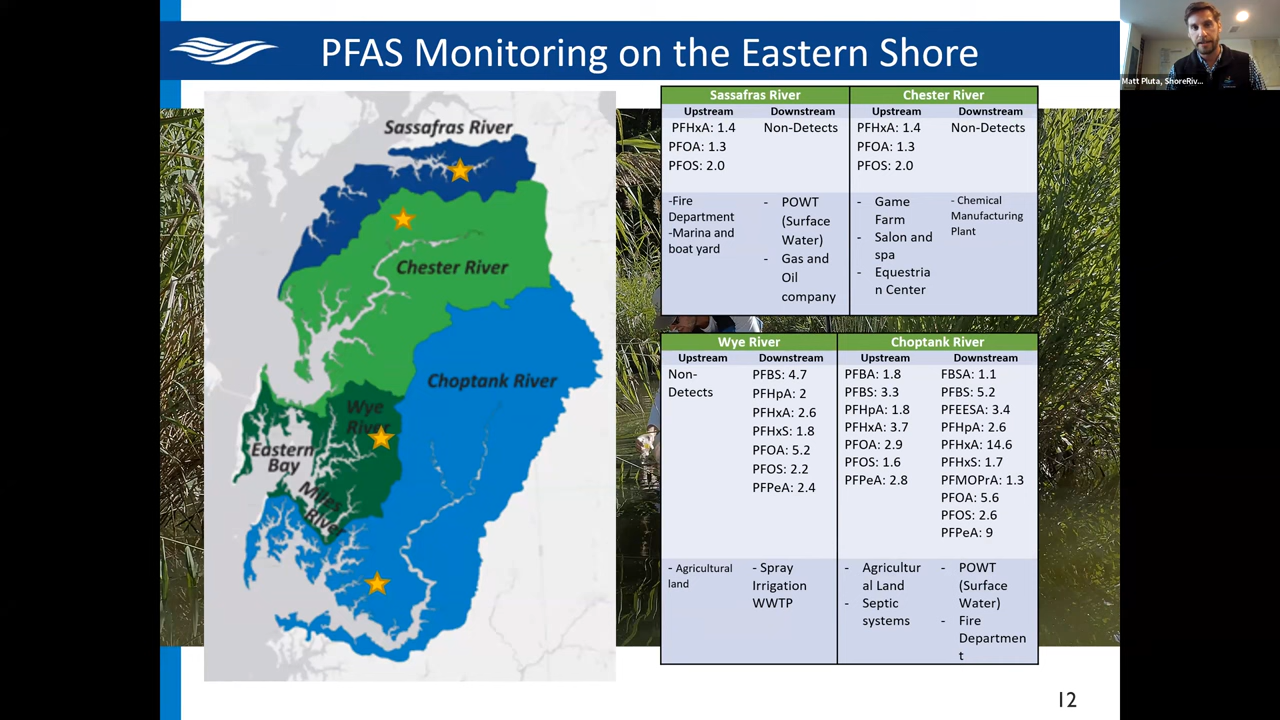 PFAS Monitoring on the Eastern Shore
Matt Pluta, ShoreRiv...
Sassafras River
Chester River
Wye
River
Eastern
Bay
Miles
River
Choptank River
Sassafras River
Chester River
Upstream
Downstream
Upstream
Downstream
PFHxA: 1.4
PFOA: 1.3
PFOS: 2.0
Non-Detects
PFHxA: 1.4
PFOA: 1.3
PFOS: 2.0
Non-Detects
-Fire
Department
-Marina and
boat yard
- POWT
(Surface
Water)
- Gas and
Oil
company
- Game
Farm
- Salon and
spa
- Equestria
n Center
- Chemical
Manufacturing
Plant
Wye River
Choptank River
Upstream
Downstream
Upstream
Downstream
Non-
Detects
PFBS: 4.7
PFHpA: 2
PFHxA: 2.6
PFHxS: 1.8
PFOA: 5.2
PFOS: 2.2
PFPeA: 2.4
PFBA: 1.8
PFBS: 3.3
PFHpA: 1.8
PFHxA: 3.7
PFOA: 2.9
PFOS: 1.6
PFPeA: 2.8
FBSA: 1.1
PFBS: 5.2
PFEESA: 3.4
PFHpA: 2.6
PFHxA: 14.6
PFHxS: 1.7
PFMOPrA: 1.3
PFOA: 5.6
PFOS: 2.6
PFPeA: 9
- Agricultural
land
- Spray
Irrigation
WWTP
- Agricultur
al Land
- Septic
systems
- POWT
(Surface
Water)
- Fire
Departmen
t
12